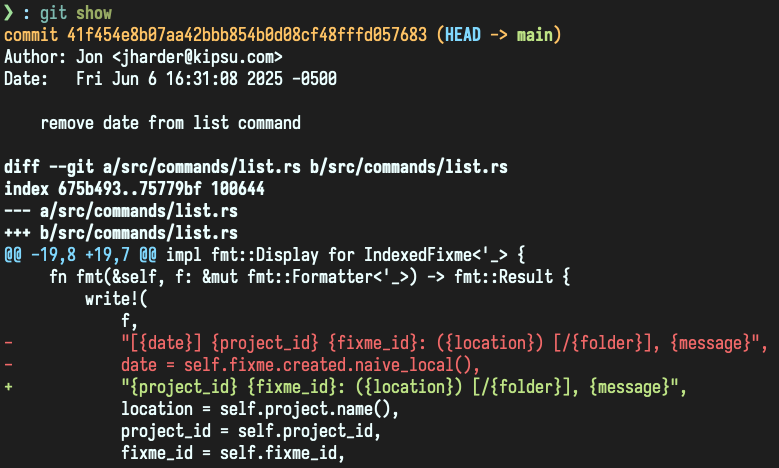 ❯ : git show
commit 41f454e8b07aa42bbb854b0d08cf48fffd057683 (HEAD -> main)
Author: Jon <jharder@kipsu.com>
Date:   Fri Jun 6 16:31:08 2025 -0500

    remove date from list command

diff --git a/src/commands/list.rs b/src/commands/list.rs
index 675b493..75779bf 100644
--- a/src/commands/list.rs
+++ b/src/commands/list.rs
@@ -19,8 +19,7 @@ impl fmt::Display for IndexedFixme<'_> {
     fn fmt(&self, f: &mut fmt::Formatter<'_>) -> fmt::Result {
         write!(
             f,
-            "[{date}] {project_id} {fixme_id}: ({location}) [/{folder}], {message}",
-            date = self.fixme.created.naive_local(),
+            "{project_id} {fixme_id}: ({location}) [/{folder}], {message}",
             location = self.project.name(),
             project_id = self.project_id,
             fixme_id = self.fixme_id,